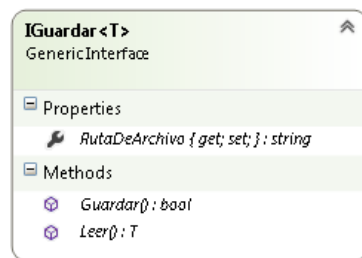 IGuardar<T>
GenericInterface
Properties
RutaDeArchivo { get; set; } : string
Methods
Guardar() : bool
Leer() : T